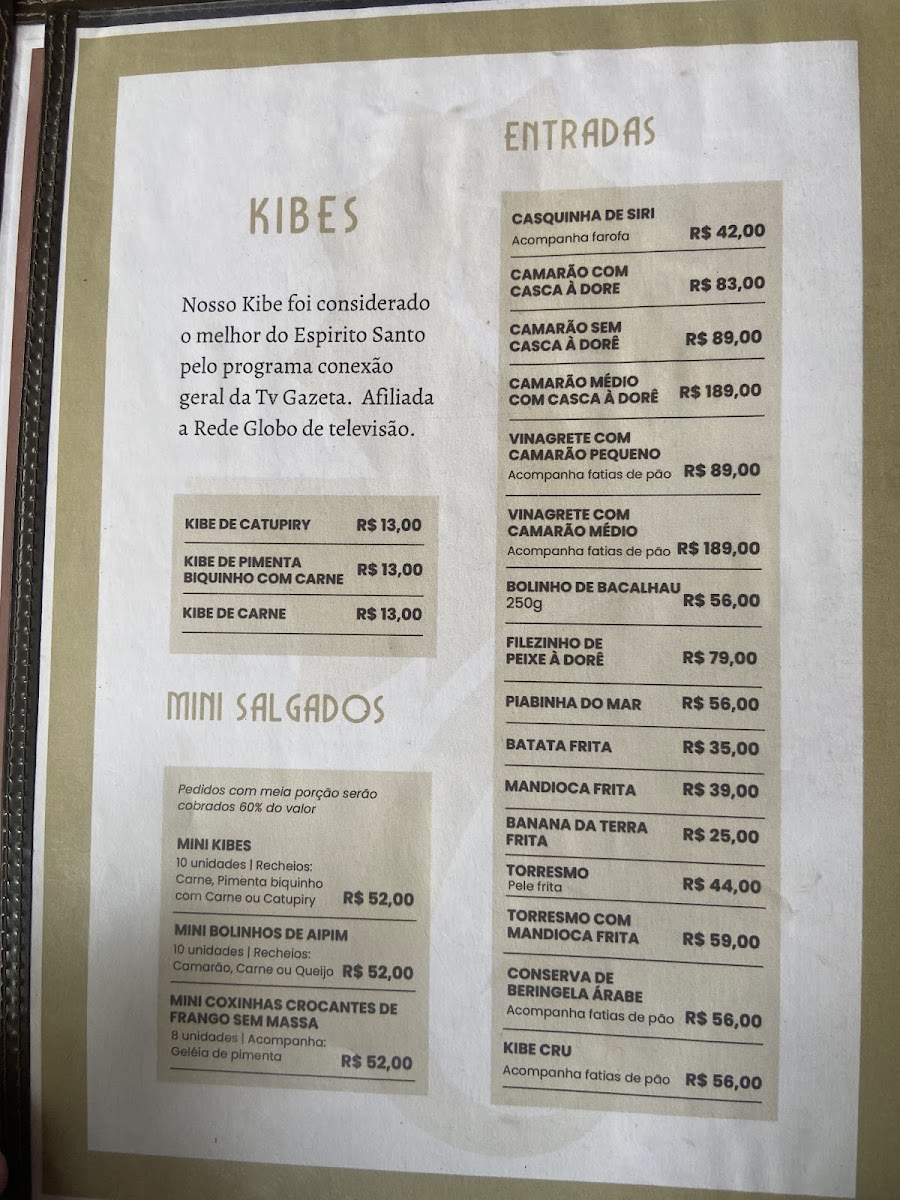 KIBES
Nosso Kibe foi considerado
o melhor do Espirito Santo
pelo programa conexão
geral da Tv Gazeta. Afiliada
a Rede Globo de televisão.
KIBE DE CATUPIRY R$ 13,00
KIBE DE PIMENTA
BIQUINHO COM CARNE R$ 13,00
KIBE DE CARNE R$ 13,00
MINI SALGADOS
Pedidos com meia porção serão
cobrados 60% do valor
MINI KIBES
10 unidades | Recheios:
Carne, Pimenta biquinho
com Carne ou Catupiry R$ 52,00
MINI BOLINHOS DE AIPIM
10 unidades | Recheios:
Camarão, Carne ou Queijo R$ 52,00
MINI COXINHAS CROCANTES DE
FRANGO SEM MASSA
8 unidades | Acompanha:
Geléia de pimenta R$ 52,00
ENTRADAS
CASQUINHA DE SIRI
Acompanha farofa R$ 42,00
CAMARÃO COM
CASCA À DORE R$ 83,00
CAMARÃO SEM
CASCA À DORÊ R$ 89,00
CAMARÃO MÉDIO
COM CASCA À DORÊ R$ 189,00
VINAGRETE COM
CAMARÃO PEQUENO
Acompanha fatias de pão R$ 89,00
VINAGRETE COM
CAMARÃO MÉDIO
Acompanha fatias de pão R$ 189,00
BOLINHO DE BACALHAU
250g R$ 56,00
FILEZINHO DE
PEIXE À DORÊ R$ 79,00
PIABINHA DO MAR R$ 56,00
BATATA FRITA R$ 35,00
MANDIOCA FRITA R$ 39,00
BANANA DA TERRA
FRITA R$ 25,00
TORRESMO
Pele frita R$ 44,00
TORRESMO COM
MANDIOCA FRITA R$ 59,00
CONSERVA DE
BERINGELA ÁRABE
Acompanha fatias de pão R$ 56,00
KIBE CRU
Acompanha fatias de pão R$ 56,00